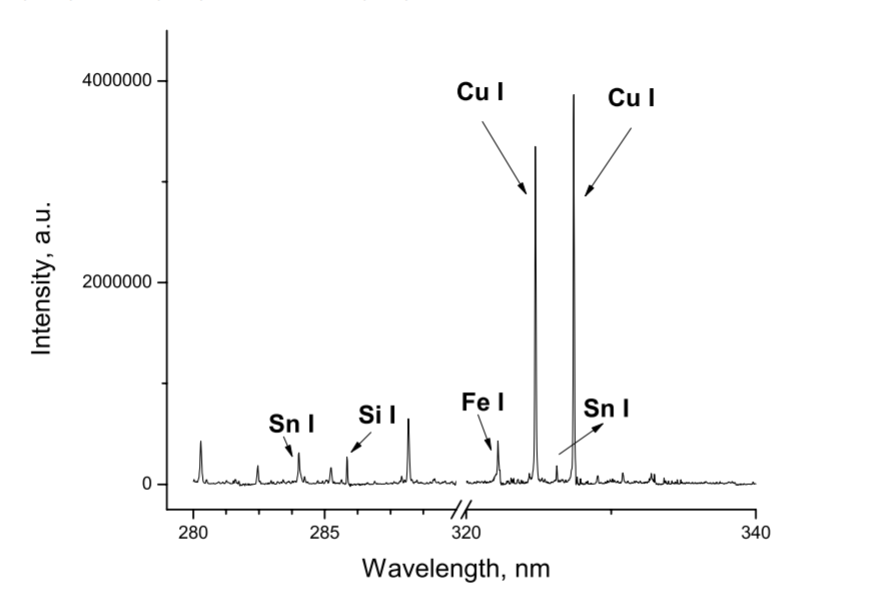 4000000
Cu I
Cu I
Intensity, a.u.
2000000
Fe I
Sn I
Si I
Sn I
0
280
285
320
340
Wavelength, nm